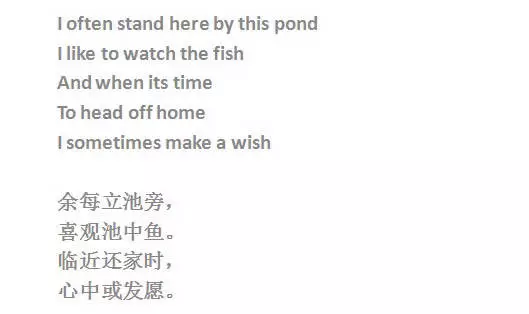 I often stand here by this pond
I like to watch the fish
And when its time
To head off home
I sometimes make a wish
余每立池旁，
喜观池中鱼。
临近还家时，
心中或发愿。